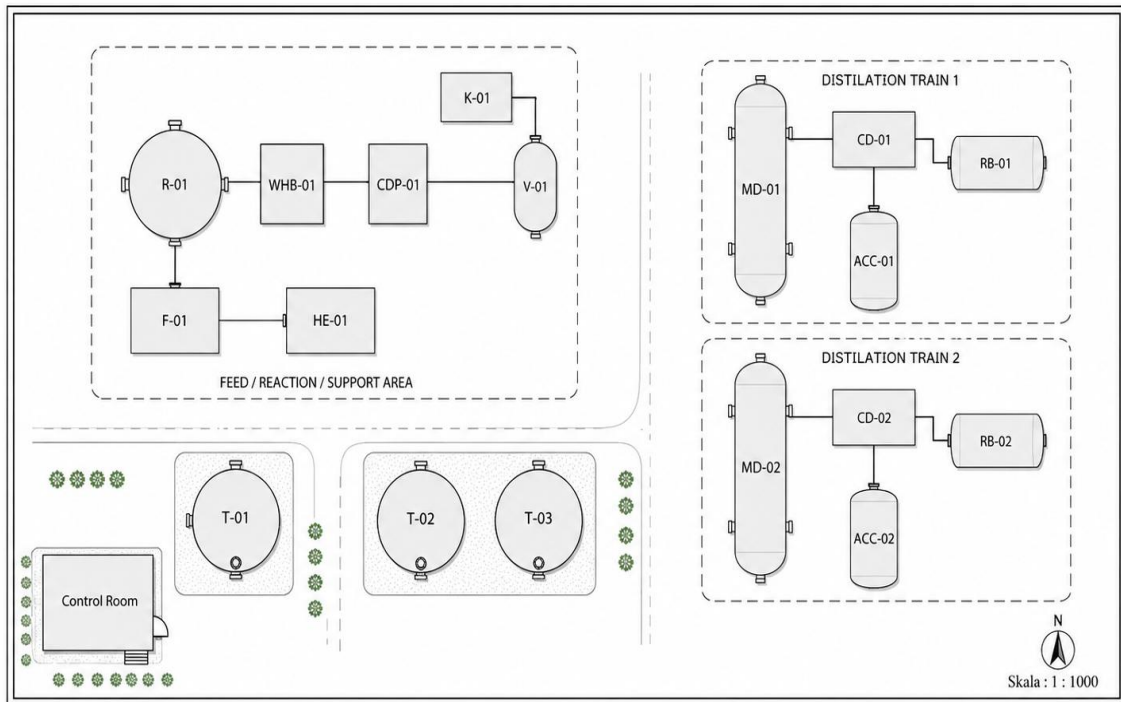 K-01
R-01
WHB-01
CDP-01
V-01
F-01
HE-01
FEED / REACTION / SUPPORT AREA
DISTILATION TRAIN 1
MD-01
CD-01
RB-01
ACC-01
DISTILATION TRAIN 2
MD-02
CD-02
RB-02
ACC-02
T-01
T-02
T-03
Control Room
N
Skala : 1 : 1000